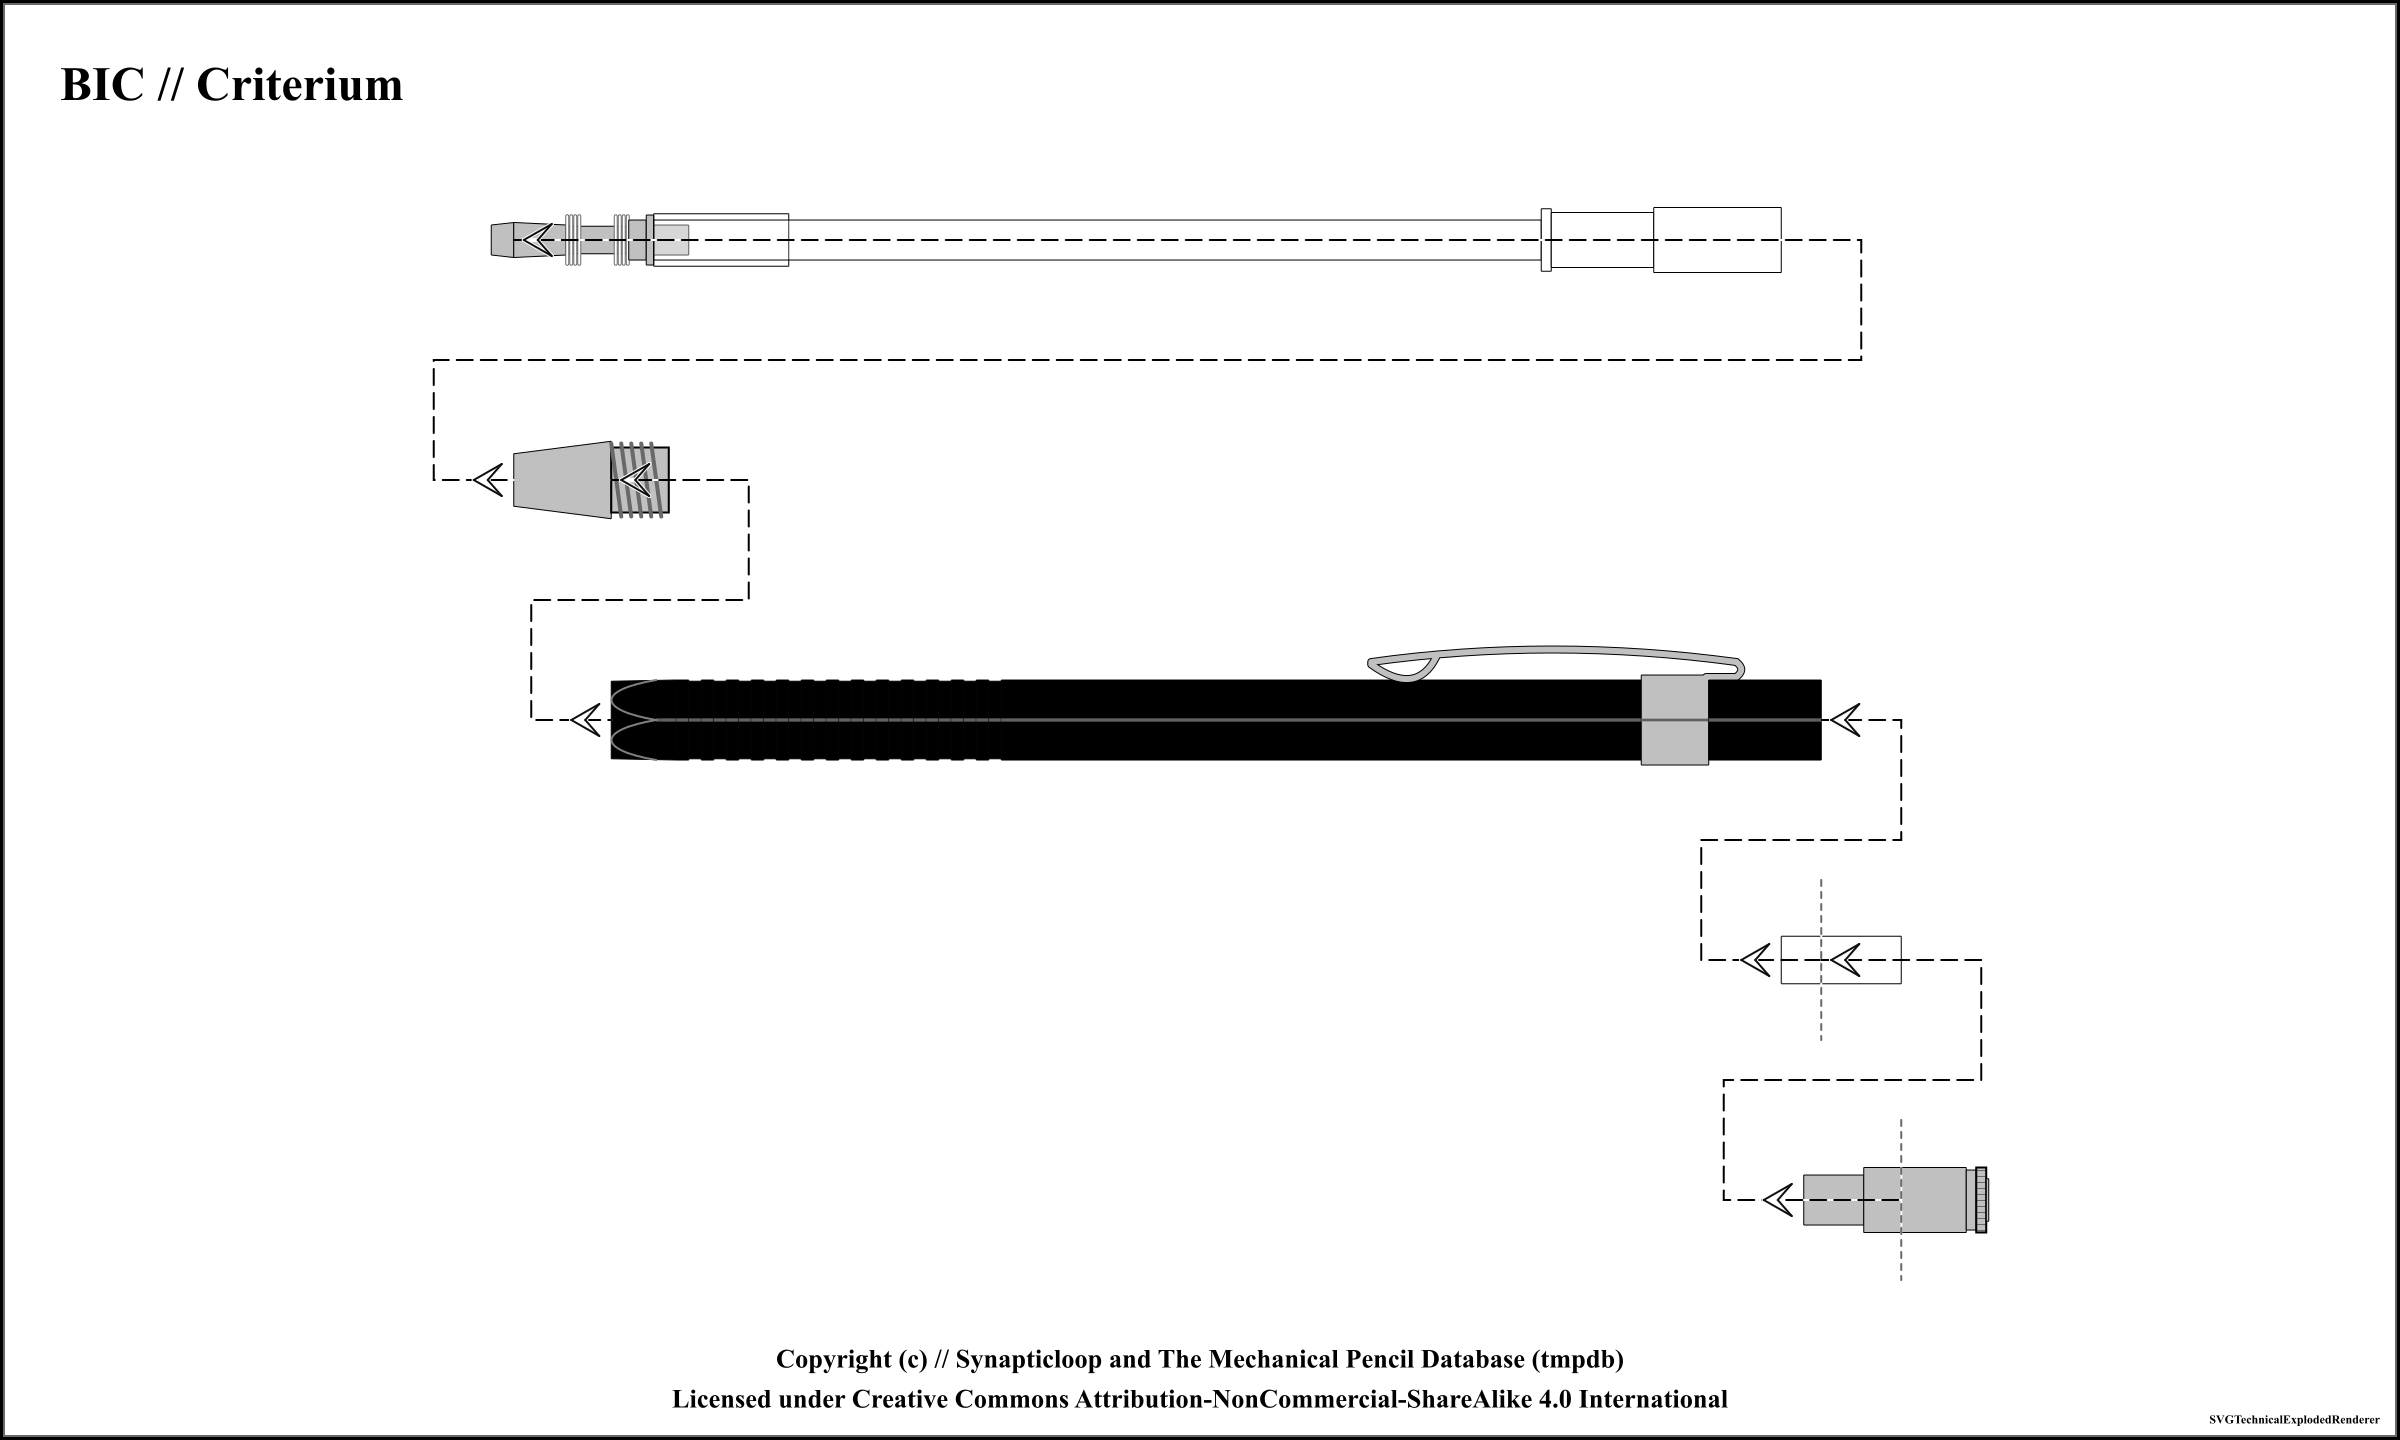 BIC // Criterium
Copyright (c) // Synapticloop and The Mechanical Pencil Database (tmpdb)
Licensed under Creative Commons Attribution-NonCommercial-ShareAlike 4.0 International
SVGTechnicalExplodedRenderer